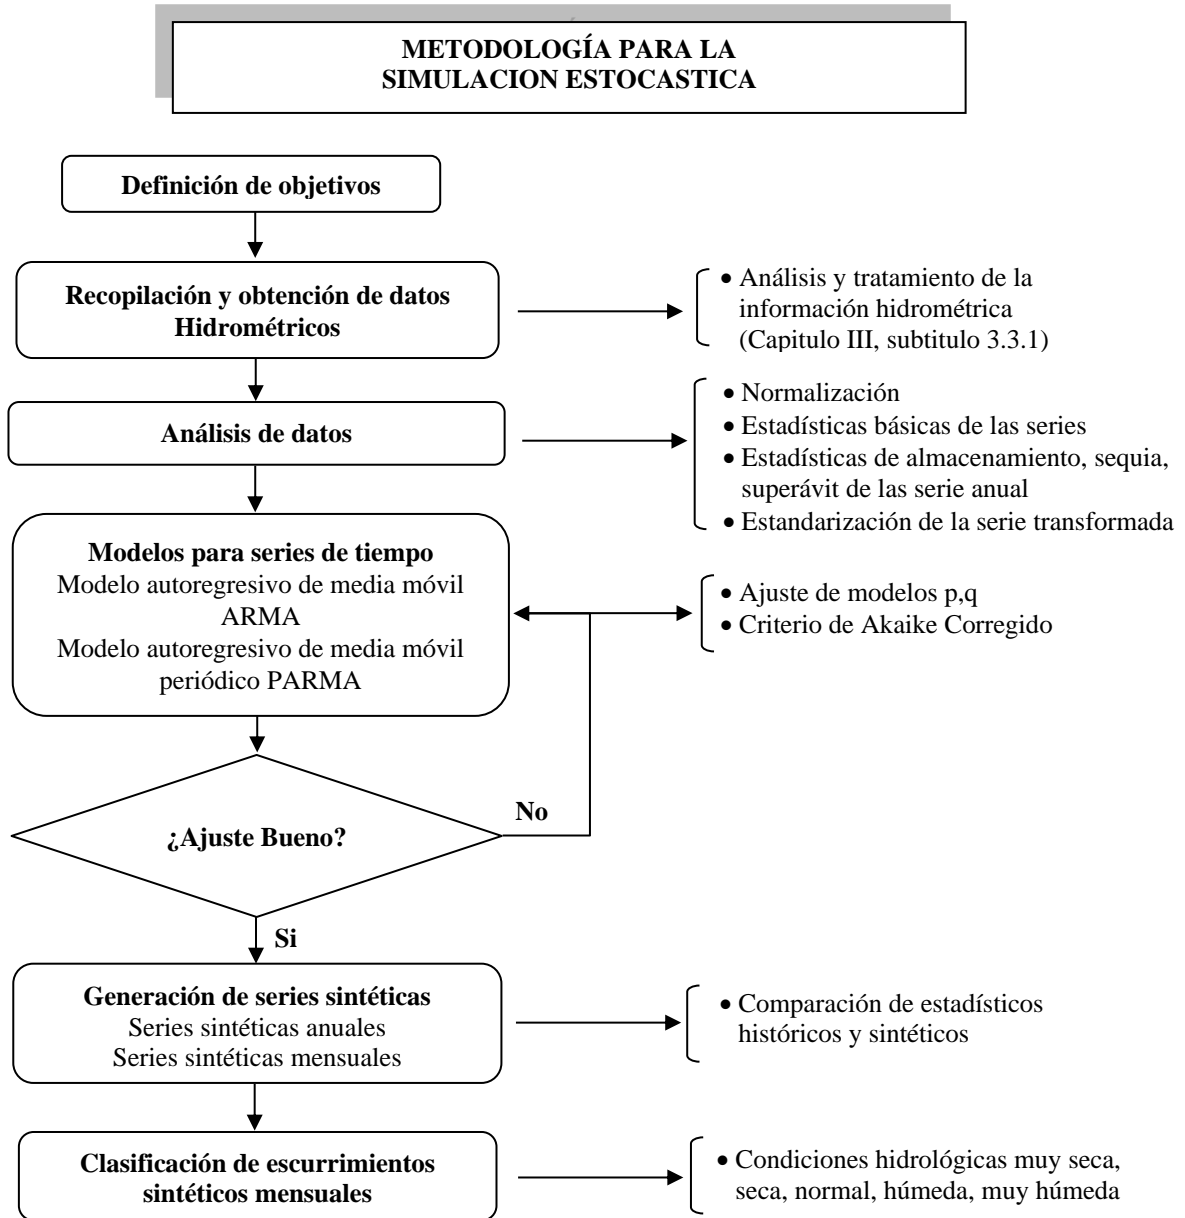 METODOLOGÍA PARA LA
SIMULACION ESTOCASTICA
Definición de objetivos
Recopilación y obtención de datos
Hidrométricos
• Análisis y tratamiento de la
información hidrométrica
(Capitulo III, subtitulo 3.3.1)
Análisis de datos
• Normalización
• Estadísticas básicas de las series
• Estadísticas de almacenamiento, sequia,
superávit de las serie anual
• Estandarización de la serie transformada
Modelos para series de tiempo
Modelo autoregresivo de media móvil
ARMA
Modelo autoregresivo de media móvil
periódico PARMA
• Ajuste de modelos p,q
• Criterio de Akaike Corregido
¿Ajuste Bueno?
No
Si
Generación de series sintéticas
Series sintéticas anuales
Series sintéticas mensuales
• Comparación de estadísticos
históricos y sintéticos
Clasificación de escurrimientos
sintéticos mensuales
• Condiciones hidrológicas muy seca,
seca, normal, húmeda, muy húmeda